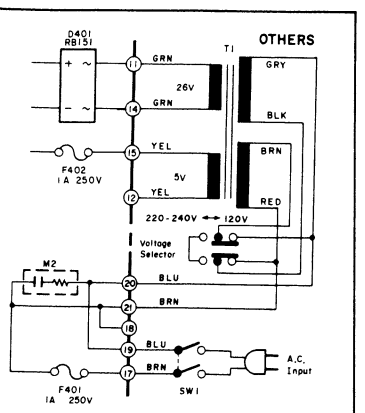 D401
RB151
OTHERS
T1
+ ~
11
GRN
GRY
26V
- ~
14
GRN
BLK
15
YEL
BRN
F402
1A 250V
5V
12
YEL
RED
220-240V ↔ 120V
Voltage
Selector
M2
20
BLU
21
BRN
18
19
BLU
A.C.
Input
17
BRN
F401
1A 250V
SW1